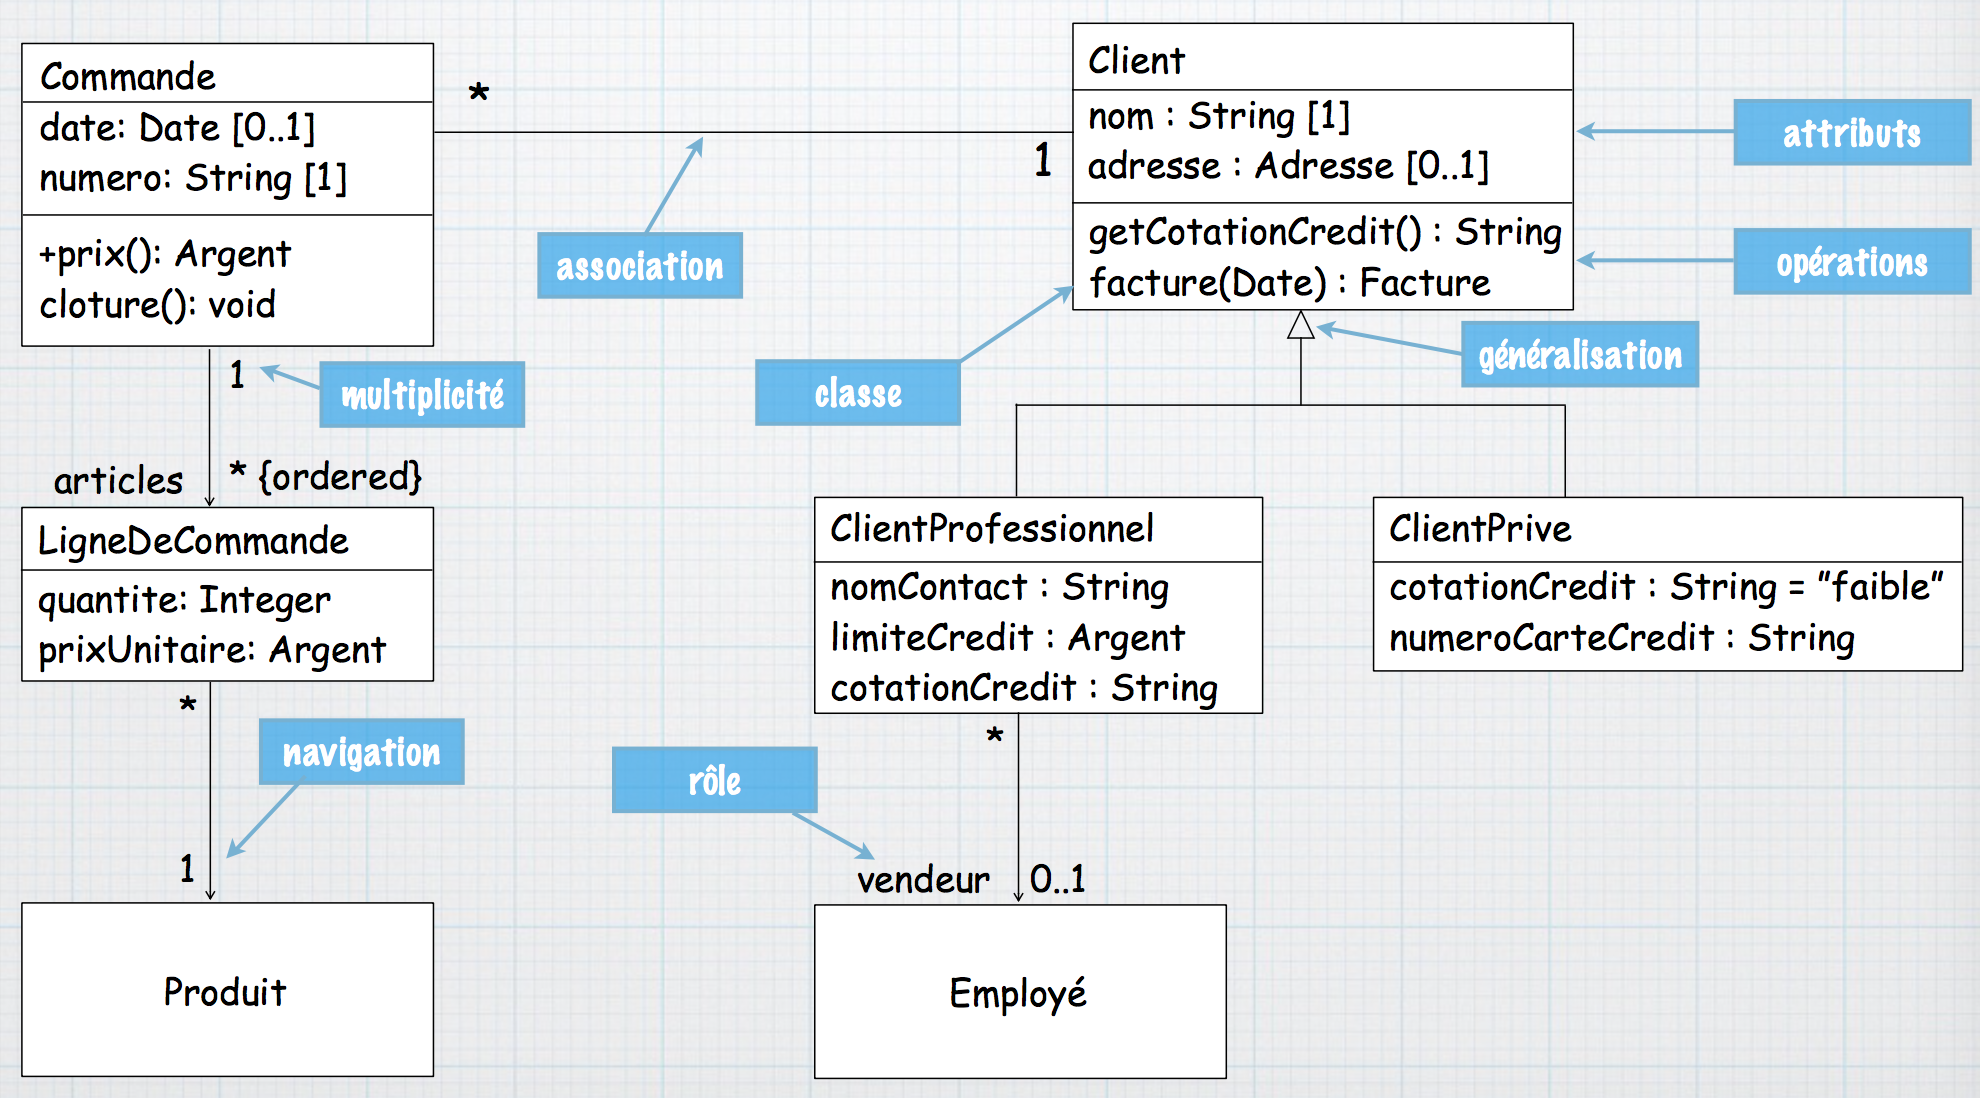 Commande
date: Date [0..1]
numero: String [1]
+prix(): Argent
cloture(): void
*
1
association
Client
nom : String [1]
adresse : Adresse [0..1]
getCotationCredit() : String
facture(Date) : Facture
attributs
opérations
généralisation
classe
1
multiplicité
articles
* {ordered}
LigneDeCommande
quantite: Integer
prixUnitaire: Argent
ClientProfessionnel
nomContact : String
limiteCredit : Argent
cotationCredit : String
ClientPrive
cotationCredit : String = "faible"
numeroCarteCredit : String
*
navigation
1
Produit
*
rôle
vendeur
0..1
Employé